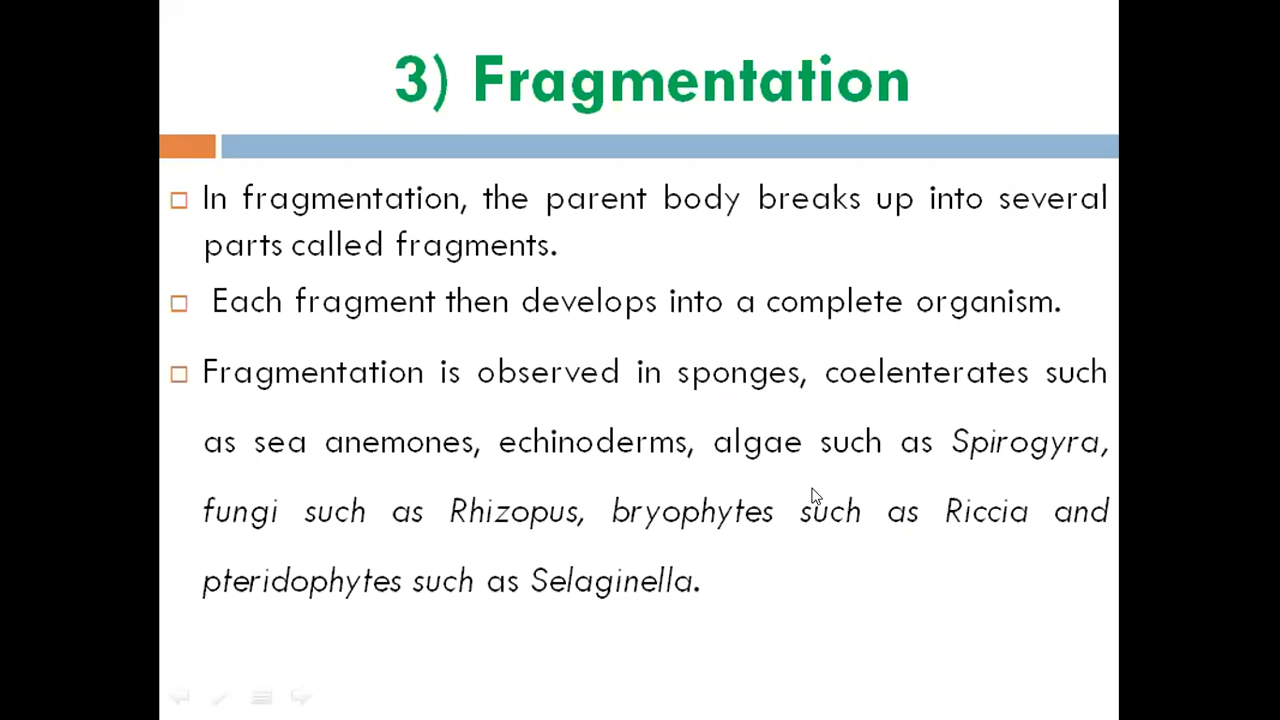 3) Fragmentation
In fragmentation, the parent body breaks up into several
parts called fragments.
Each fragment then develops into a complete organism.
Fragmentation is observed in sponges, coelenterates such
as sea anemones, echinoderms, algae such as Spirogyra,
fungi such as Rhizopus, bryophytes such as Riccia and
pteridophytes such as Selaginella.